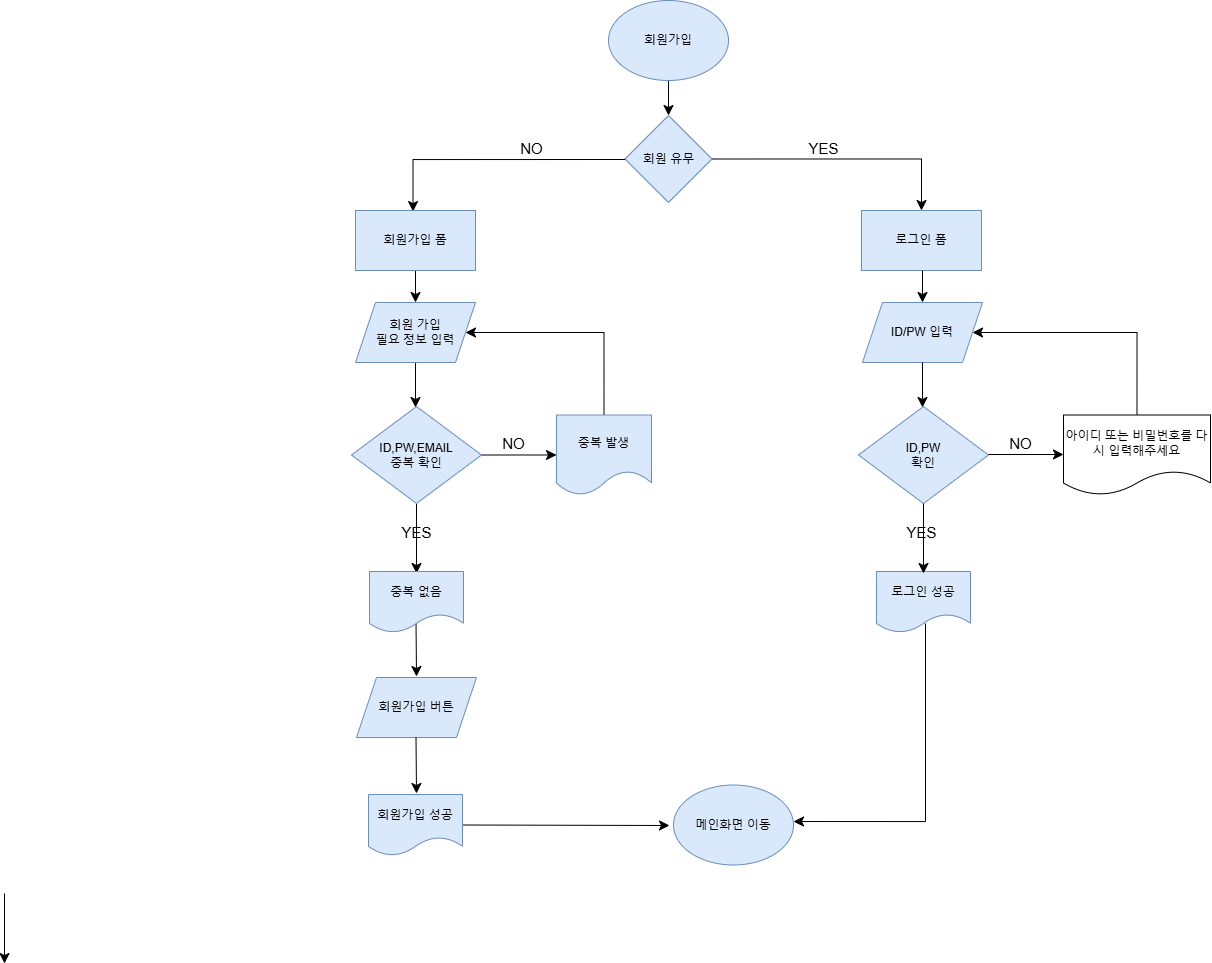 회원가입
회원 유무
NO
YES
회원가입 폼
로그인 폼
회원 가입
필요 정보 입력
ID/PW 입력
ID,PW,EMAIL
중복 확인
NO
중복 발생
ID,PW
확인
NO
아이디 또는 비밀번호를 다
시 입력해주세요
YES
YES
중복 없음
로그인 성공
회원가입 버튼
회원가입 성공
메인화면 이동